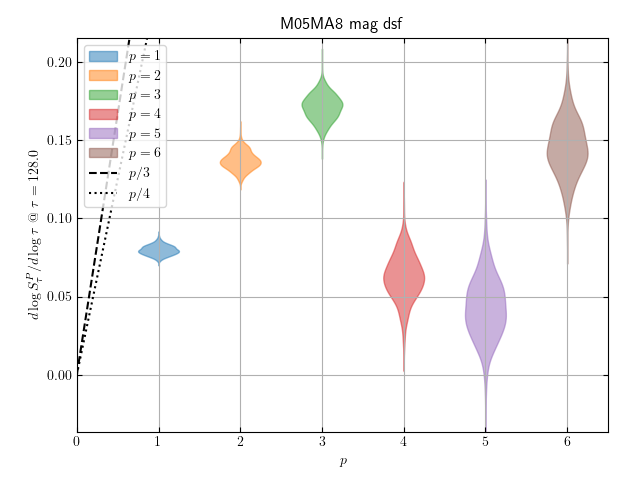 M05MA8 mag dsf
p = 1
p = 2
p = 3
p = 4
p = 5
p = 6
p/3
p/4
d log S_τ^P / d log τ @ τ = 128.0
0.20
0.15
0.10
0.05
0.00
0 1 2 3 4 5 6
p